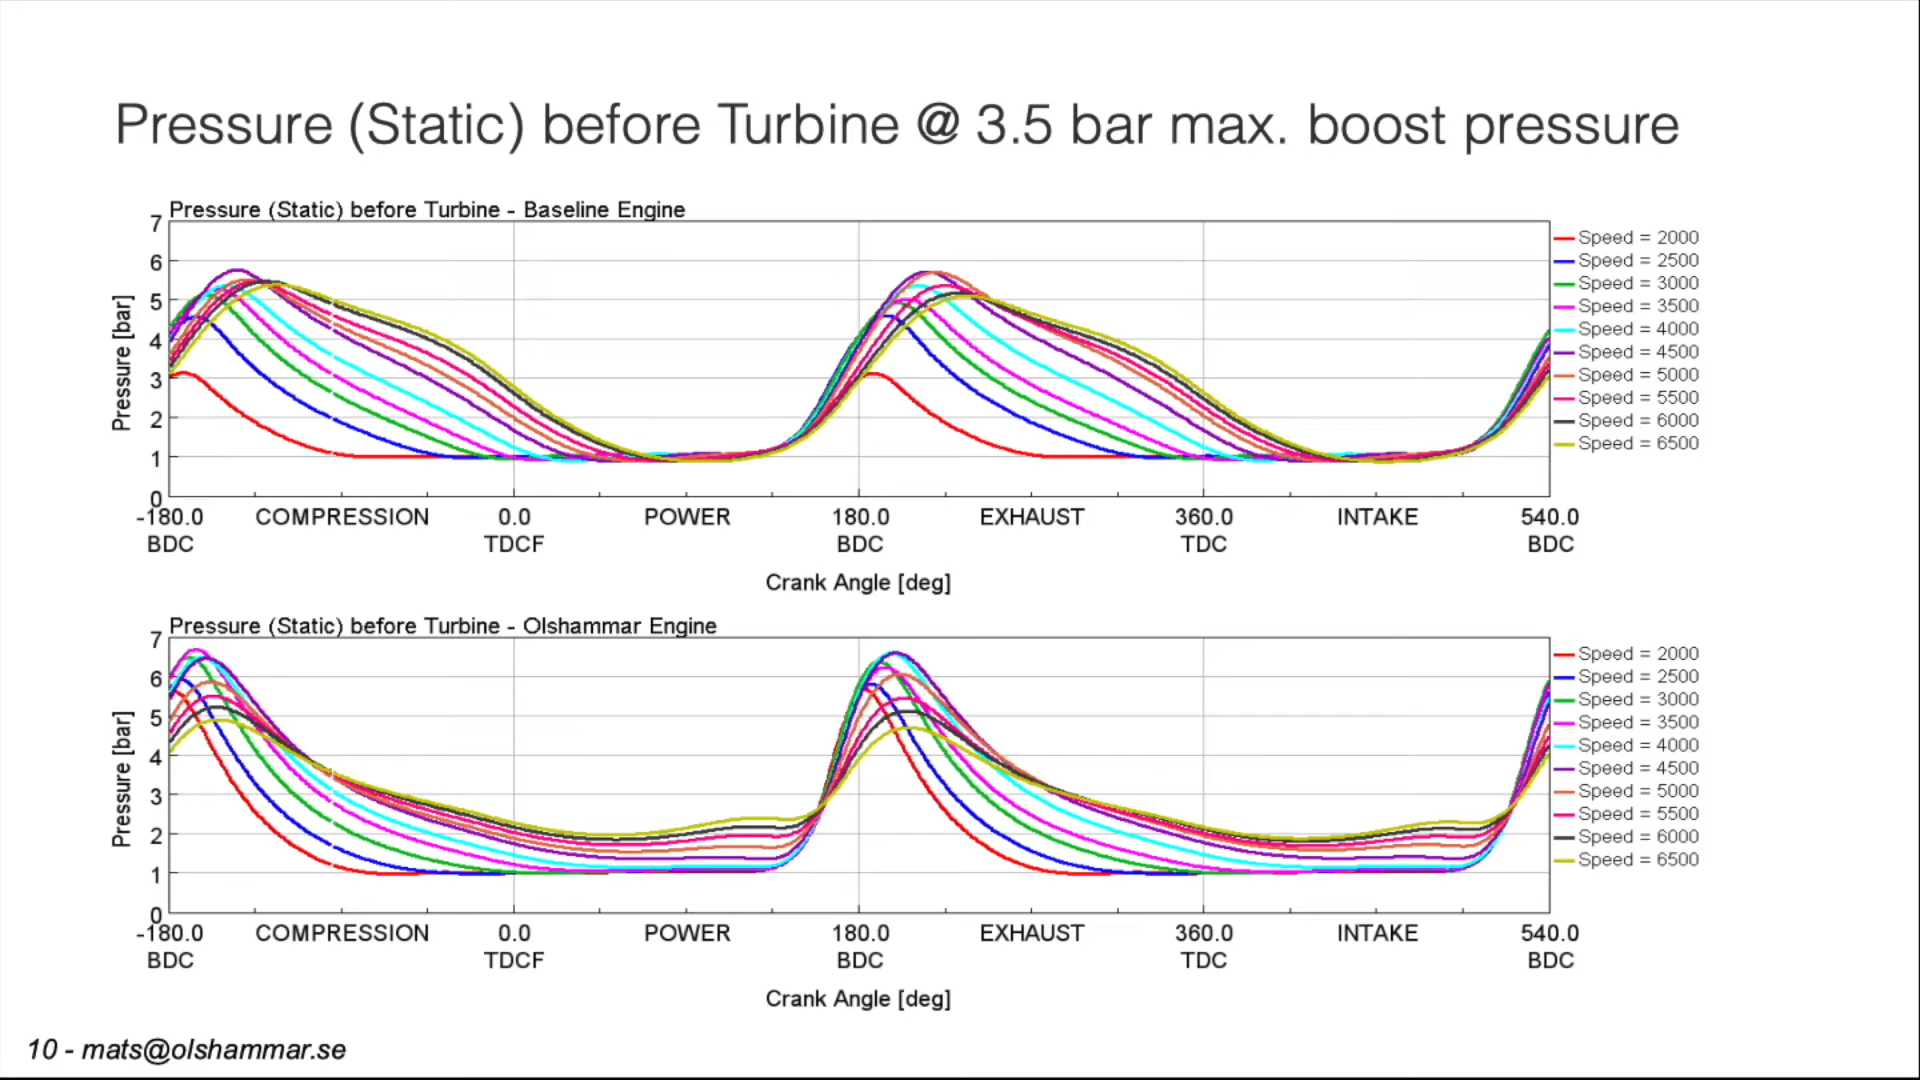 Pressure (Static) before Turbine @ 3.5 bar max. boost pressure
Pressure (Static) before Turbine - Baseline Engine
Pressure [bar]
7
6
5
4
3
2
1
0
-180.0 COMPRESSION 0.0 POWER 180.0 EXHAUST 360.0 INTAKE 540.0
BDC TDCF BDC TDC BDC
Crank Angle [deg]
Speed = 2000
Speed = 2500
Speed = 3000
Speed = 3500
Speed = 4000
Speed = 4500
Speed = 5000
Speed = 5500
Speed = 6000
Speed = 6500
Pressure (Static) before Turbine - Olshammar Engine
Pressure [bar]
7
6
5
4
3
2
1
0
-180.0 COMPRESSION 0.0 POWER 180.0 EXHAUST 360.0 INTAKE 540.0
BDC TDCF BDC TDC BDC
Crank Angle [deg]
Speed = 2000
Speed = 2500
Speed = 3000
Speed = 3500
Speed = 4000
Speed = 4500
Speed = 5000
Speed = 5500
Speed = 6000
Speed = 6500
10 - mats@olshammar.se